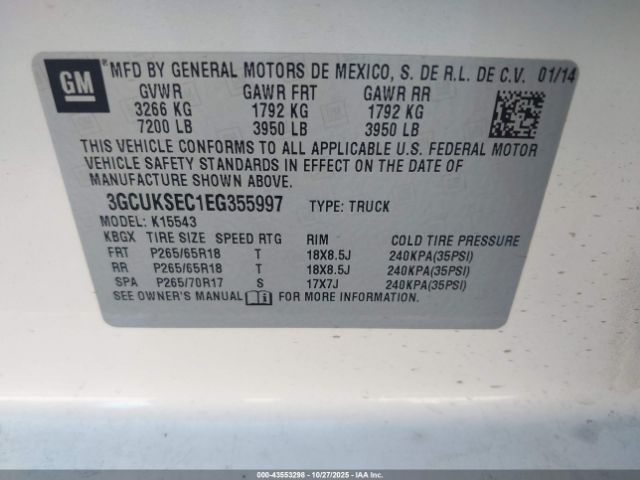 GM ® MFD BY GENERAL MOTORS DE MEXICO, S. DE R.L. DE C.V. 01/14
GVWR GAWR FRT GAWR RR
3266 KG 1792 KG 1792 KG
7200 LB 3950 LB 3950 LB
THIS VEHICLE CONFORMS TO ALL APPLICABLE U.S. FEDERAL MOTOR
VEHICLE SAFETY STANDARDS IN EFFECT ON THE DATE OF
MANUFACTURE SHOWN ABOVE.
3GCUKSEC1EG355997 TYPE: TRUCK
MODEL: K15543
KBGX TIRE SIZE SPEED RTG RIM COLD TIRE PRESSURE
FRT P265/65R18 T 18X8.5J 240KPA(35PSI)
RR P265/65R18 T 18X8.5J 240KPA(35PSI)
SPA P265/70R17 S 17X7J 240KPA(35PSI)
SEE OWNER'S MANUAL FOR MORE INFORMATION.
000-43553298 - 10/27/2025 - IAAI.CA